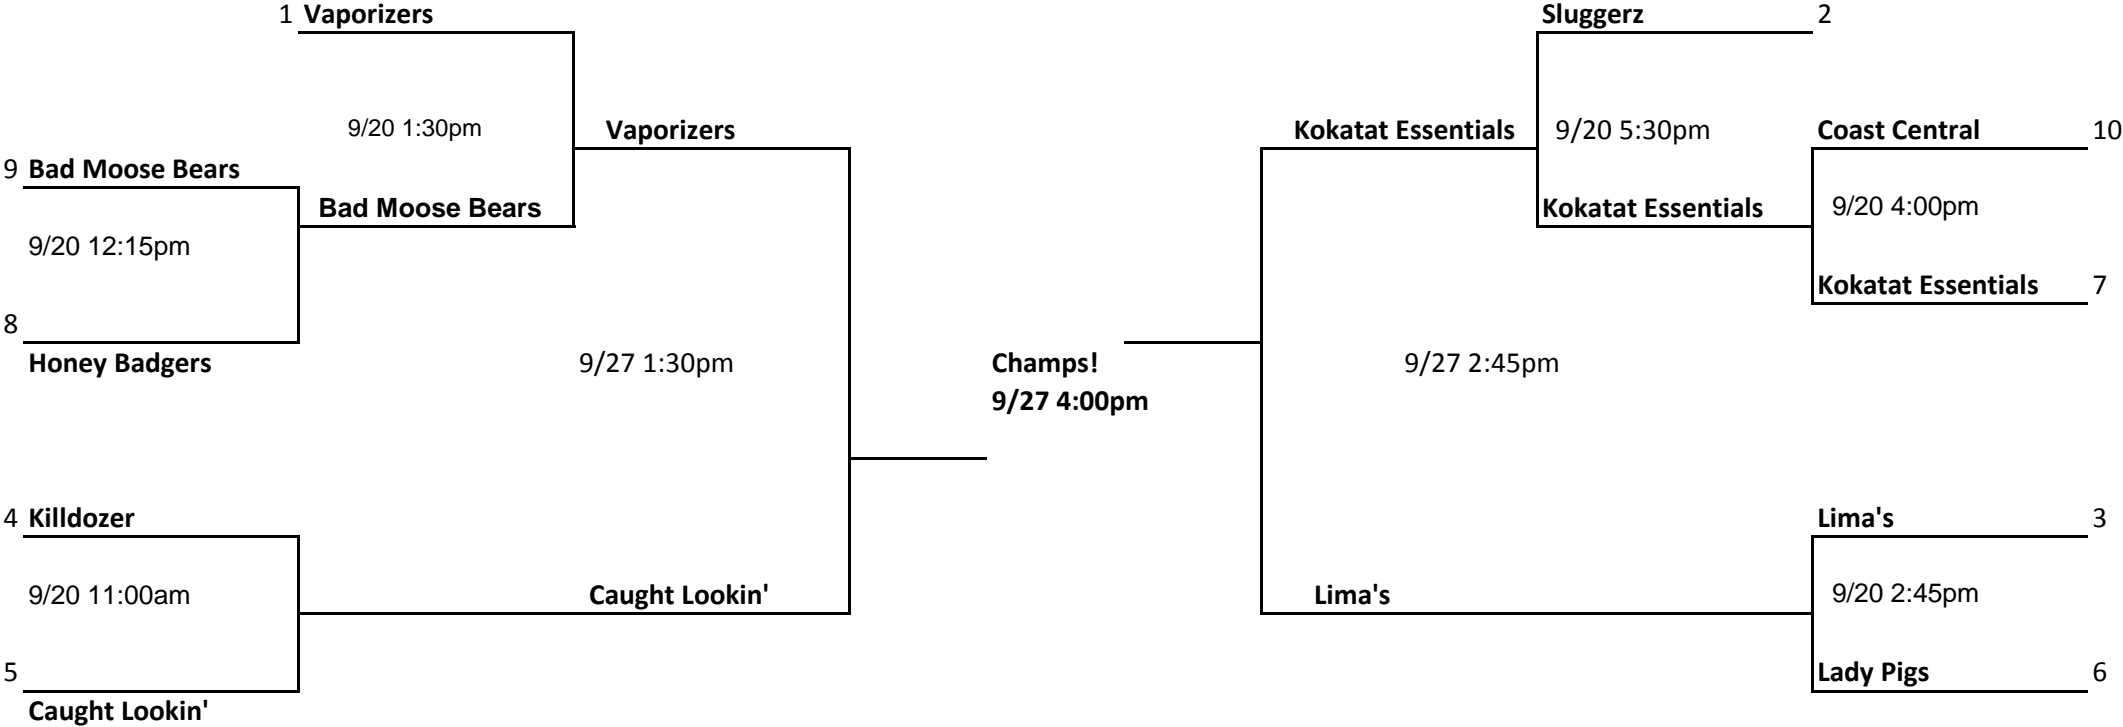 1 Vaporizers
9/20 1:30pm
Vaporizers
9 Bad Moose Bears
Bad Moose Bears
9/20 12:15pm
8
Honey Badgers
9/27 1:30pm
4 Killdozer
9/20 11:00am
Caught Lookin'
5
Caught Lookin'
Champs!
9/27 4:00pm
Sluggerz 2
Kokatat Essentials
9/20 5:30pm
Coast Central 10
Kokatat Essentials
9/20 4:00pm
Kokatat Essentials 7
9/27 2:45pm
Lima's 3
Lima's
9/20 2:45pm
Lady Pigs 6